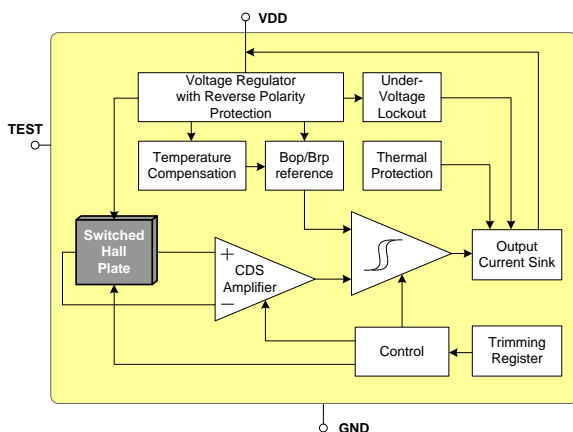 VDD
Voltage Regulator
with Reverse Polarity
Protection
Under-
Voltage
Lockout
TEST
Temperature
Compensation
Bop/Brp
reference
Thermal
Protection
Switched
Hall
Plate
+
CDS
Amplifier
−
Output
Current Sink
Control
Trimming
Register
GND